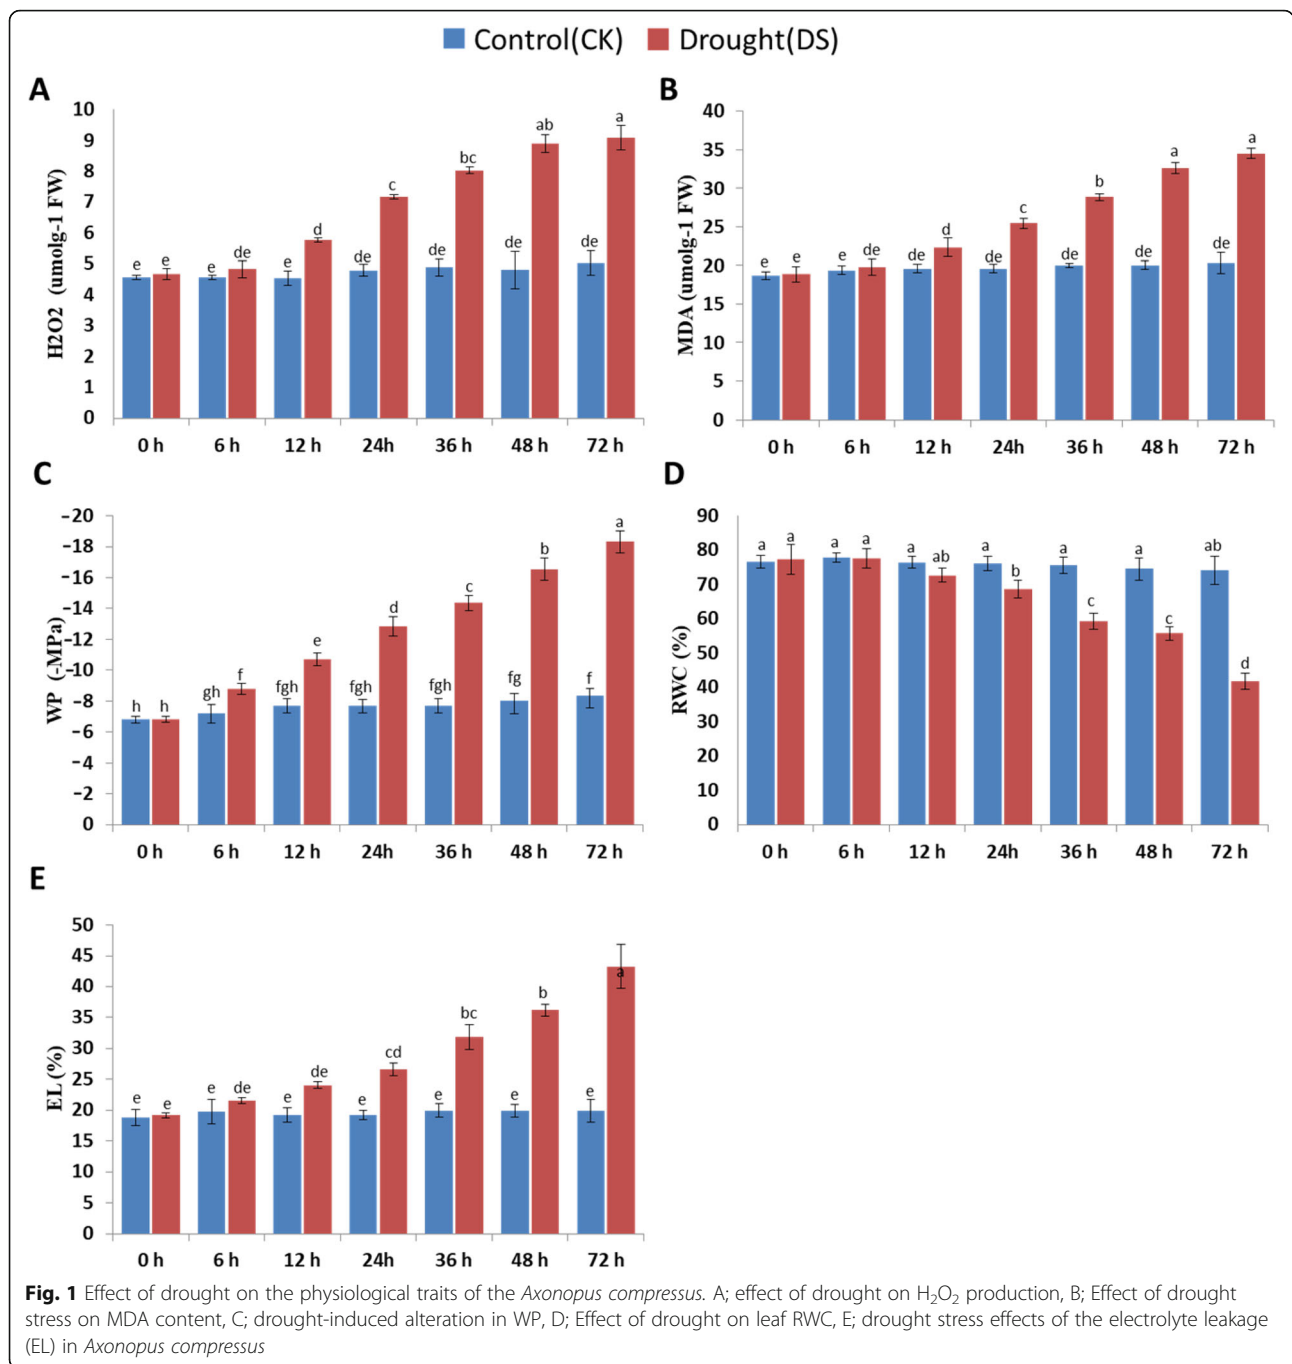 Control(CK) Drought(DS)
A
H2O2 (umolg-1 FW)
10
9
8
7
6
5
4
3
2
1
0
e e e de e d de c de bc de ab de a
0 h 6 h 12 h 24h 36 h 48 h 72 h
B
MDA (umolg-1 FW)
40
35
30
25
20
15
10
5
0
e e e de de d de c de b de a de a
0 h 6 h 12 h 24h 36 h 48 h 72 h
C
WP (-MPa)
−20
−18
−16
−14
−12
−10
−8
−6
−4
−2
0
h h gh f fgh e fgh d fgh c fg b f a
0 h 6 h 12 h 24h 36 h 48 h 72 h
D
RWC (%)
90
80
70
60
50
40
30
20
10
0
a a a a a ab a b a c a c ab d
0 h 6 h 12 h 24h 36 h 48 h 72 h
E
EL (%)
50
45
40
35
30
25
20
15
10
5
0
e e e de e de e cd e bc e b e a
0 h 6 h 12 h 24h 36 h 48 h 72 h
Fig. 1 Effect of drought on the physiological traits of the Axonopus compressus. A; effect of drought on H₂O₂ production, B; Effect of drought
stress on MDA content, C; drought-induced alteration in WP, D; Effect of drought on leaf RWC, E; drought stress effects of the electrolyte leakage
(EL) in Axonopus compressus